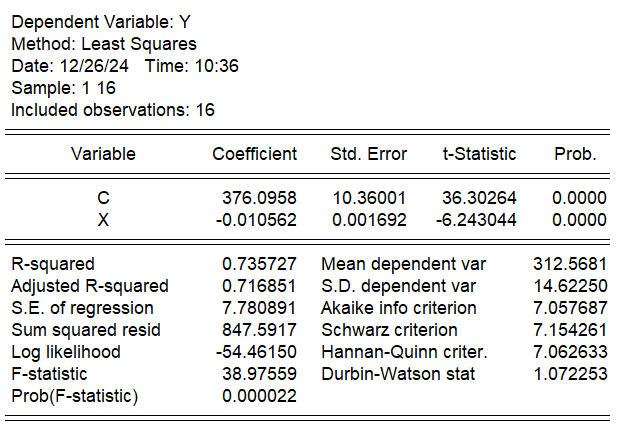 Dependent Variable: Y
Method: Least Squares
Date: 12/26/24 Time: 10:36
Sample: 1 16
Included observations: 16
Variable Coefficient Std. Error t-Statistic Prob.
C 376.0958 10.36001 36.30264 0.0000
X -0.010562 0.001692 -6.243044 0.0000
R-squared 0.735727 Mean dependent var 312.5681
Adjusted R-squared 0.716851 S.D. dependent var 14.62250
S.E. of regression 7.780891 Akaike info criterion 7.057687
Sum squared resid 847.5917 Schwarz criterion 7.154261
Log likelihood -54.46150 Hannan-Quinn criter. 7.062633
F-statistic 38.97559 Durbin-Watson stat 1.072253
Prob(F-statistic) 0.000022